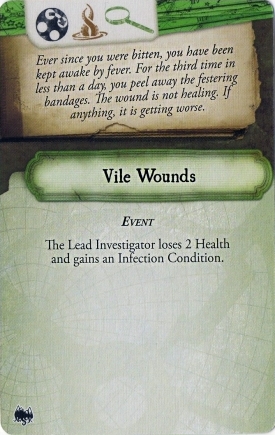 Ever since you were bitten, you have been
kept awake by fever. For the third time in
less than a day, you peel away the festering
bandages. The wound is not healing. If
anything, it is getting worse.
Vile Wounds
EVENT
The Lead Investigator loses 2 Health
and gains an Infection Condition.